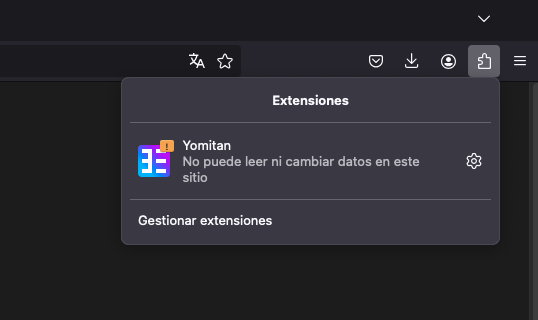 Extensiones
Yomitan
No puede leer ni cambiar datos en este
sitio
Gestionar extensiones